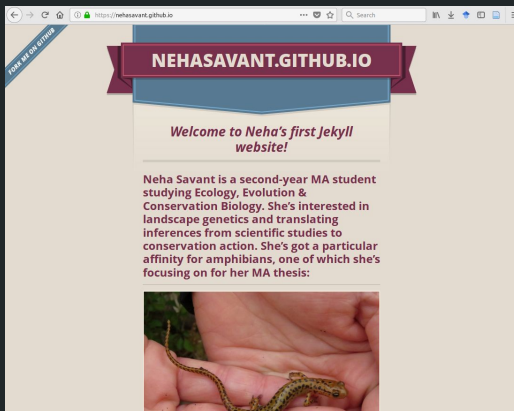 https://nehasavant.github.io
Search
FORK ME ON GITHUB
NEHASAVANT.GITHUB.IO
Welcome to Neha's first Jekyll
website!
Neha Savant is a second-year MA student
studying Ecology, Evolution &
Conservation Biology. She's interested in
landscape genetics and translating
inferences from scientific studies to
conservation action. She's got a particular
affinity for amphibians, one of which she's
focusing on for her MA thesis: